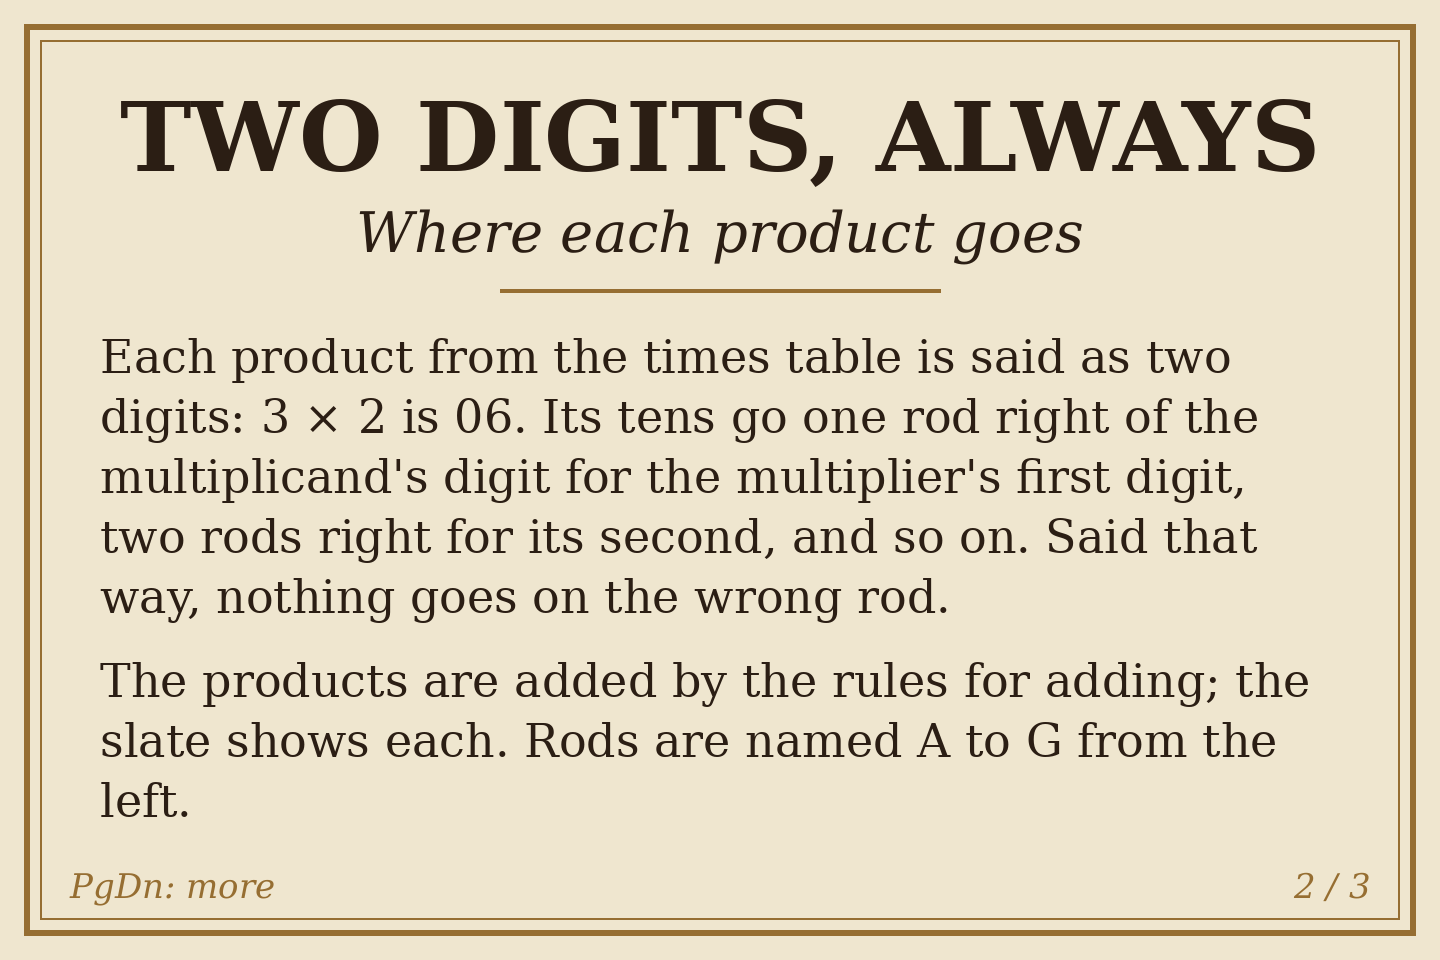 TWO DIGITS, ALWAYS
Where each product goes
Each product from the times table is said as two
digits: 3 × 2 is 06. Its tens go one rod right of the
multiplicand's digit for the multiplier's first digit,
two rods right for its second, and so on. Said that
way, nothing goes on the wrong rod.
The products are added by the rules for adding; the
slate shows each. Rods are named A to G from the
left.
PgDn: more
2 / 3